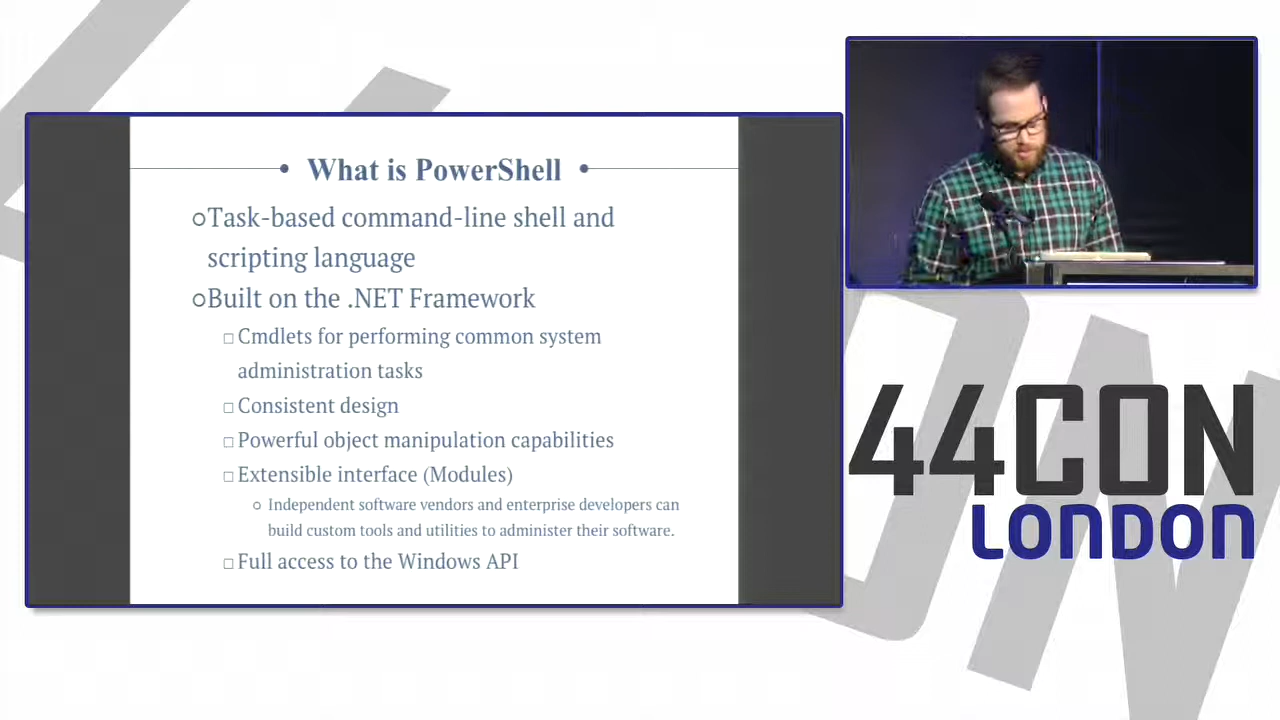 What is PowerShell
Task-based command-line shell and
scripting language
Built on the .NET Framework
Cmdlets for performing common system
administration tasks
Consistent design
Powerful object manipulation capabilities
Extensible interface (Modules)
Independent software vendors and enterprise developers can
build custom tools and utilities to administer their software.
Full access to the Windows API
44CON
LONDON